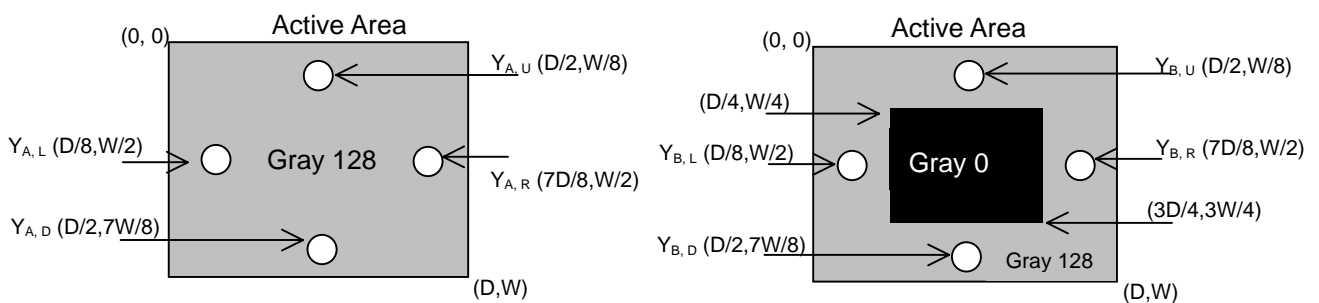 Active Area
(0, 0)
Y_A, U (D/2,W/8)
Y_A, L (D/8,W/2)
Gray 128
Y_A, R (7D/8,W/2)
Y_A, D (D/2,7W/8)
(D,W)
Active Area
(0, 0)
Y_B, U (D/2,W/8)
(D/4,W/4)
Y_B, L (D/8,W/2)
Gray 0
Y_B, R (7D/8,W/2)
(3D/4,3W/4)
Y_B, D (D/2,7W/8)
Gray 128
(D,W)